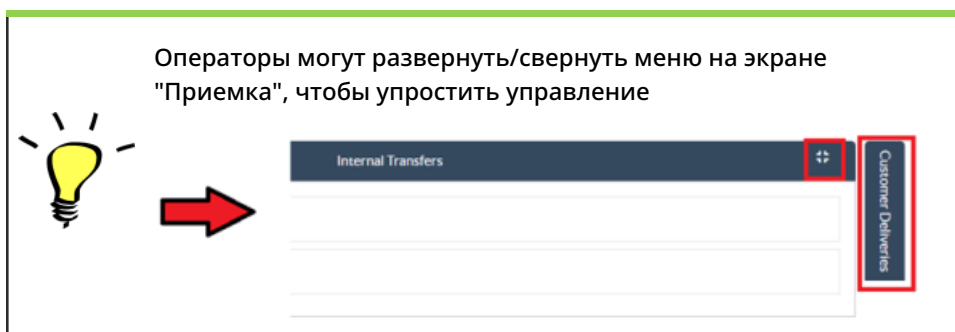 Операторы могут развернуть/свернуть меню на экране
"Приемка", чтобы упростить управление
Internal Transfers
Customer Deliveries